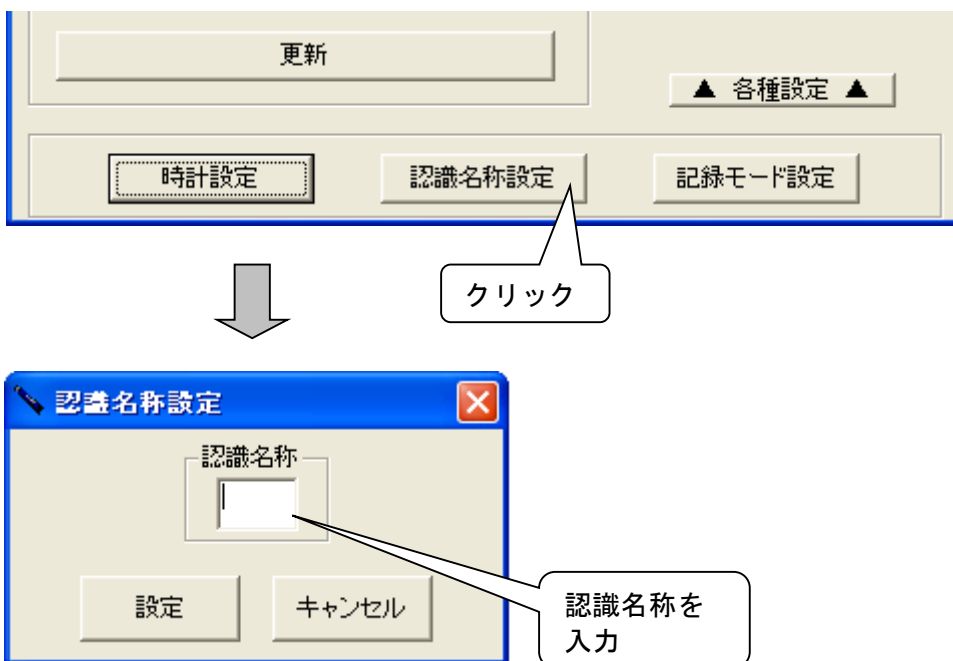 更新
▲ 各種設定 ▲
時計設定
認識名称設定
記録モード設定
クリック
認識名称設定
認識名称
設定
キャンセル
認識名称を
入力